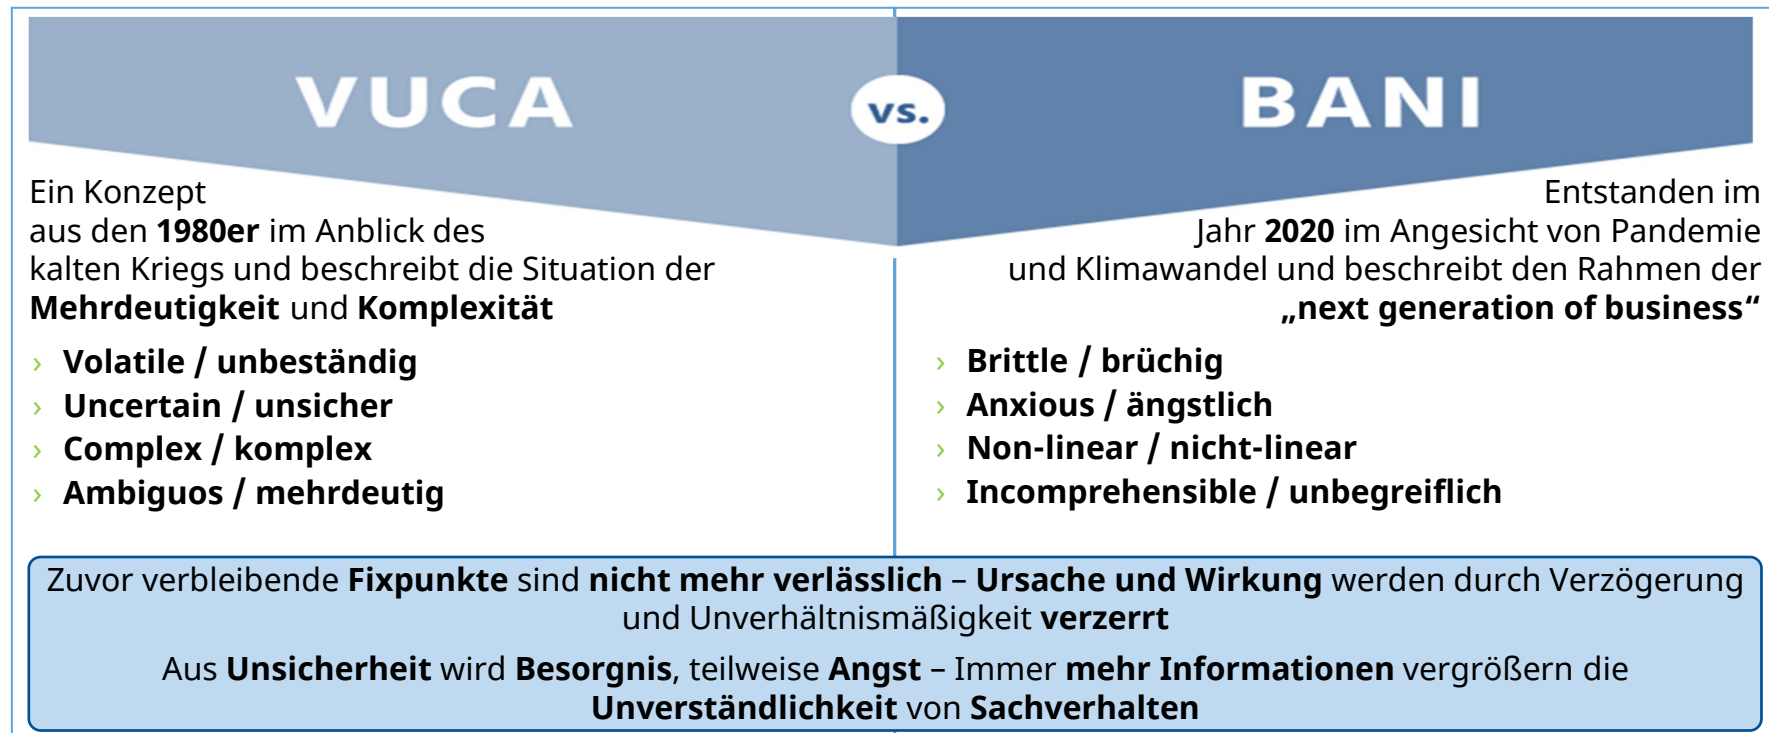 VUCA
vs.
BANI
Ein Konzept
aus den 1980er im Anblick des
kalten Kriegs und beschreibt die Situation der
Mehrdeutigkeit und Komplexität
› Volatile / unbeständig
› Uncertain / unsicher
› Complex / komplex
› Ambiguos / mehrdeutig
Entstanden im
Jahr 2020 im Angesicht von Pandemie
und Klimawandel und beschreibt den Rahmen der
„next generation of business“
› Brittle / brüchig
› Anxious / ängstlich
› Non-linear / nicht-linear
› Incomprehensible / unbegreiflich
Zuvor verbleibende Fixpunkte sind nicht mehr verlässlich – Ursache und Wirkung werden durch Verzögerung
und Unverhältnismäßigkeit verzerrt
Aus Unsicherheit wird Besorgnis, teilweise Angst – Immer mehr Informationen vergrößern die
Unverständlichkeit von Sachverhalten